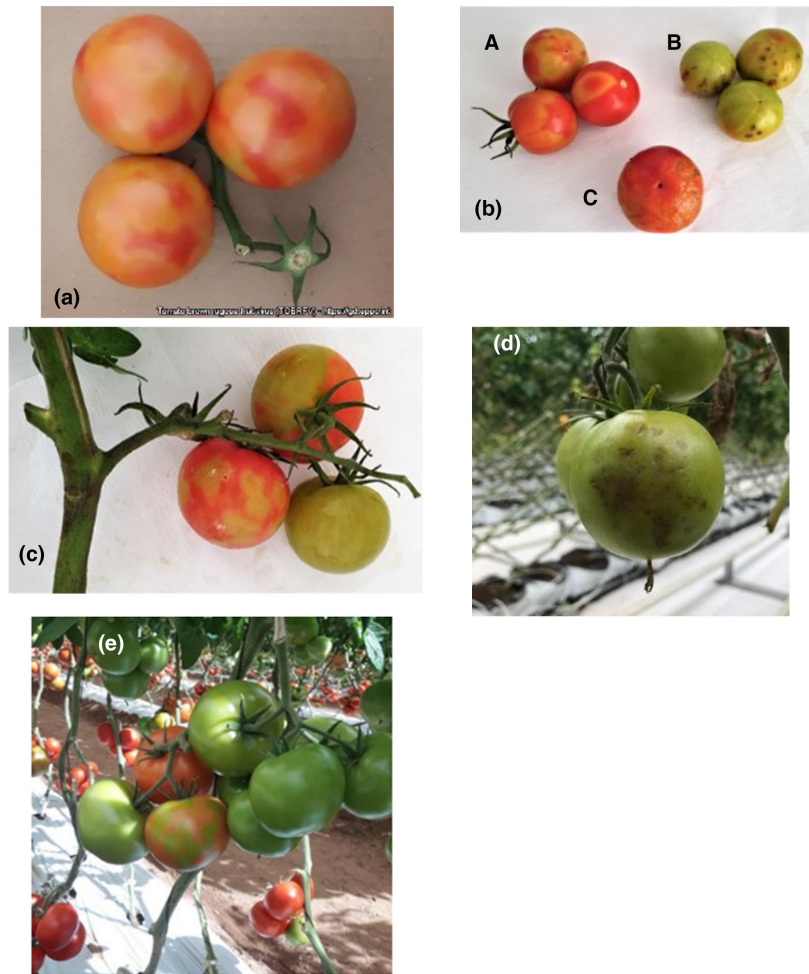 (a)
Tomato brown rugose fruit virus (TOBRFV) - https://gd.eppo.int
A
B
C
(b)
(c)
(d)
(e)